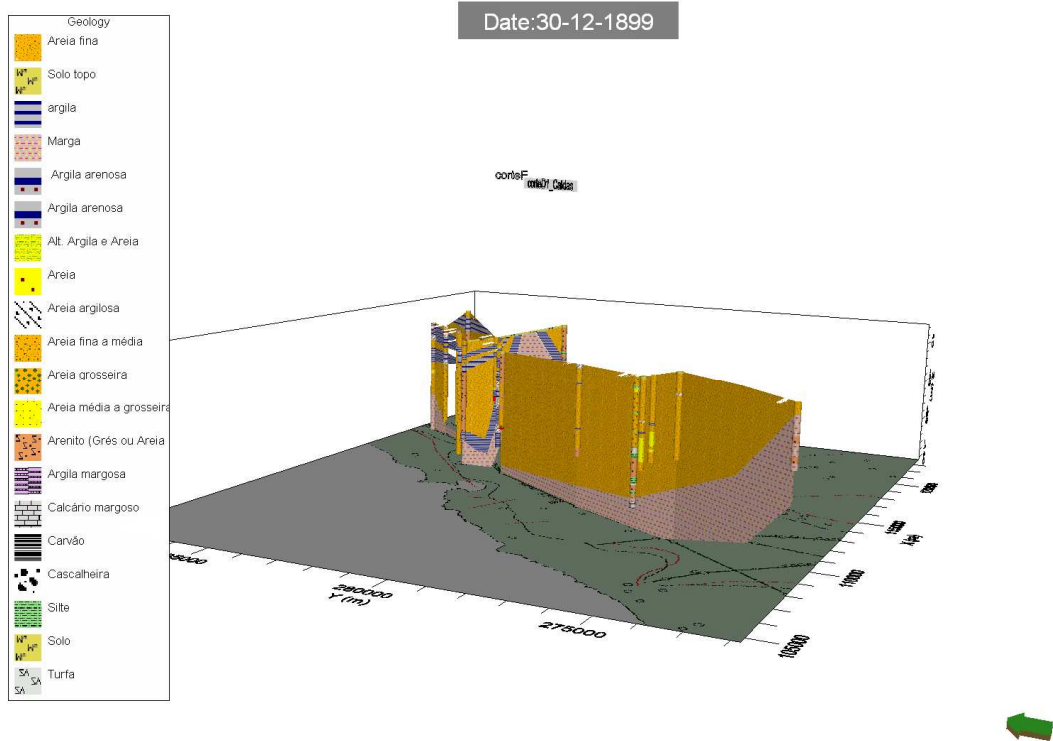 Date:30-12-1899
Geology
Areia fina
Solo topo
argila
Marga
Argila arenosa
Argila arenosa
Alt. Argila e Areia
Areia
Areia argilosa
Areia fina a média
Areia grosseira
Areia média a grosseira
Arenito (Grés ou Areia
Argila margosa
Calcário margoso
Carvão
Cascalheira
Silte
Solo
Turfa
corteD1_Caldas
280000
Y (m)
275000
110000
105000